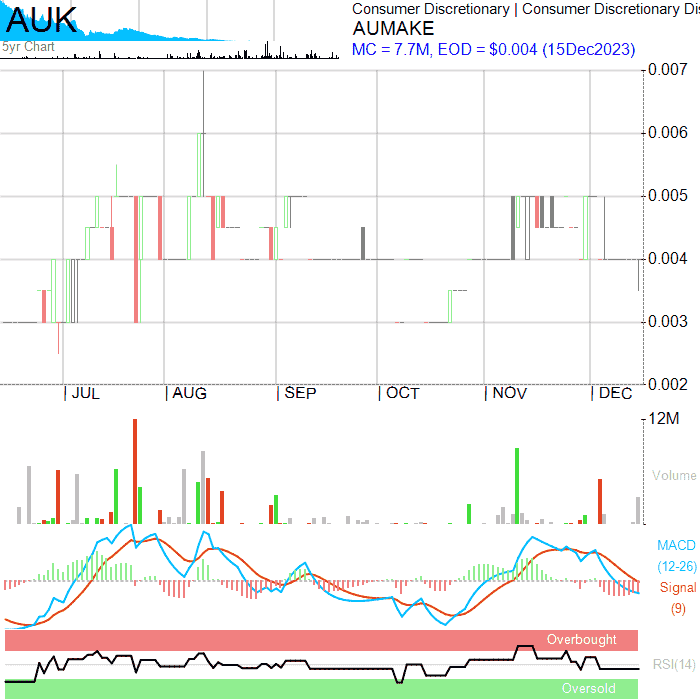 AUK
5yr Chart
Consumer Discretionary | Consumer Discretionary Dis
AUMAKE
MC = 7.7M, EOD = $0.004 (15Dec2023)
0.007
0.006
0.005
0.004
0.003
0.002
| JUL | AUG | SEP | OCT | NOV | DEC
12M
Volume
MACD
(12-26)
Signal
(9)
Overbought
RSI(14)
Oversold